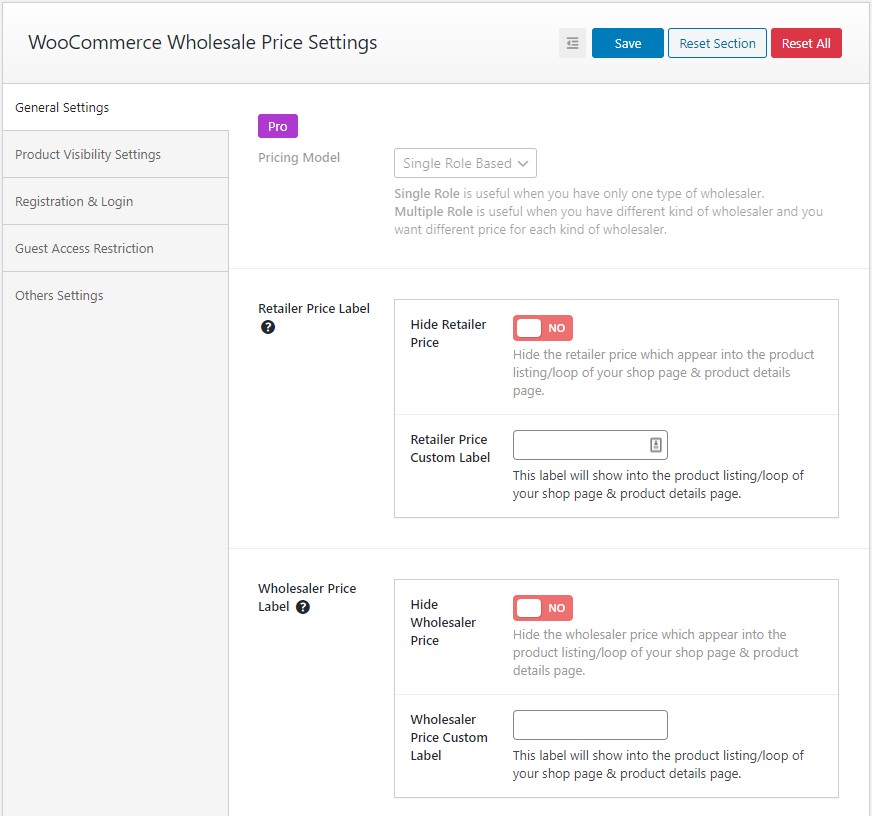 WooCommerce Wholesale Price Settings
Save
Reset Section
Reset All
General Settings
Product Visibility Settings
Registration & Login
Guest Access Restriction
Others Settings
Pro
Pricing Model
Single Role Based
Single Role is useful when you have only one type of wholesaler.
Multiple Role is useful when you have different kind of wholesaler and you
want different price for each kind of wholesaler.
Retailer Price Label
?
Hide Retailer
Price
NO
Hide the retailer price which appear into the product
listing/loop of your shop page & product details
page.
Retailer Price
Custom Label
This label will show into the product listing/loop of
your shop page & product details page.
Wholesaler Price
Label ?
Hide
Wholesaler
Price
NO
Hide the wholesaler price which appear into the
product listing/loop of your shop page & product
details page.
Wholesaler
Price Custom
Label
This label will show into the product listing/loop of
your shop page & product details page.